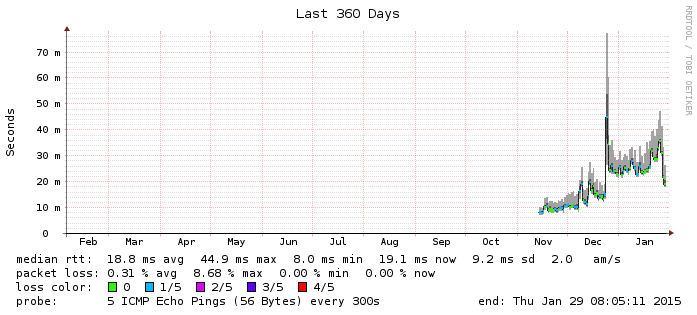 Last 360 Days
RRDTOOL / TOBI OETIKER
Seconds
70 m
60 m
50 m
40 m
30 m
20 m
10 m
0
Feb Mar Apr May Jun Jul Aug Sep Oct Nov Dec Jan
median rtt: 18.8 ms avg 44.9 ms max 8.0 ms min 19.1 ms now 9.2 ms sd 2.0 am/s
packet loss: 0.31 % avg 8.68 % max 0.00 % min 0.00 % now
loss color: 0 1/5 2/5 3/5 4/5
probe: 5 ICMP Echo Pings (56 Bytes) every 300s end: Thu Jan 29 08:05:11 2015